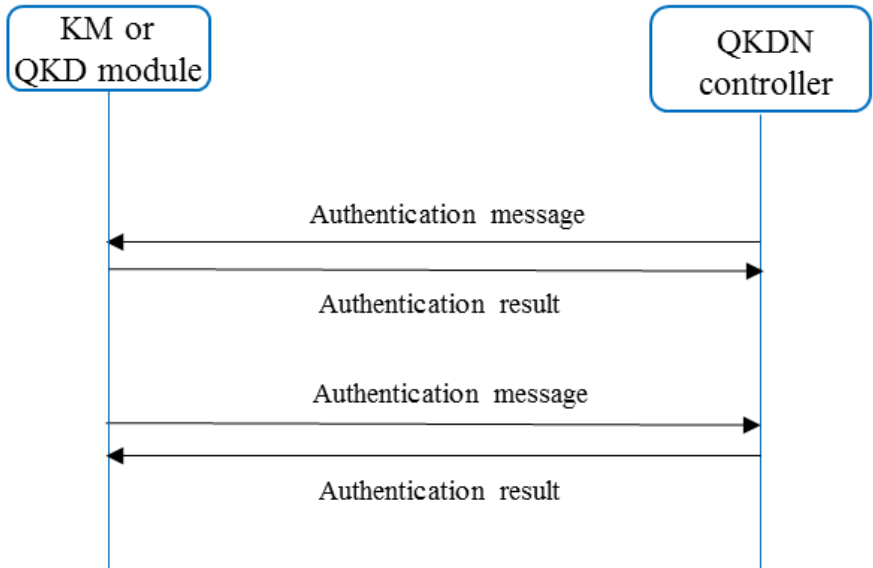 KM or
QKD module
QKDN
controller
Authentication message
Authentication result
Authentication message
Authentication result